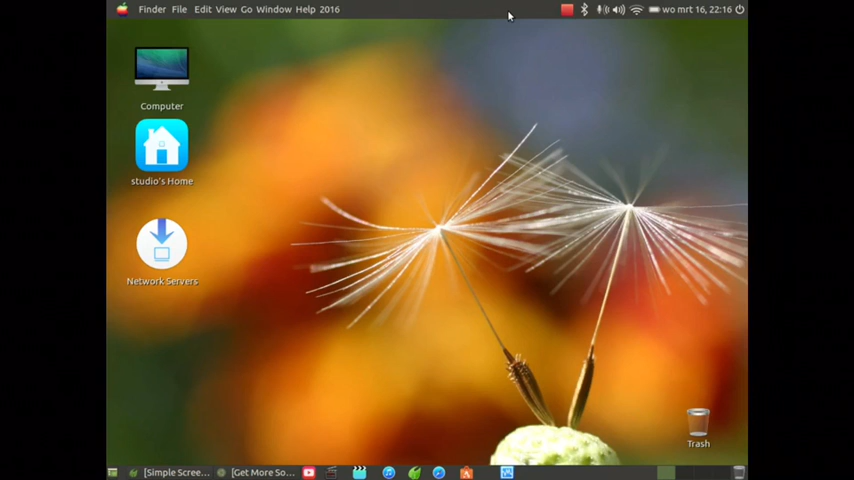 Finder File Edit View Go Window Help 2016 wo mrt 16, 22:16
Computer
studio's Home
Network Servers
Trash
[Simple Scree... [Get More So...